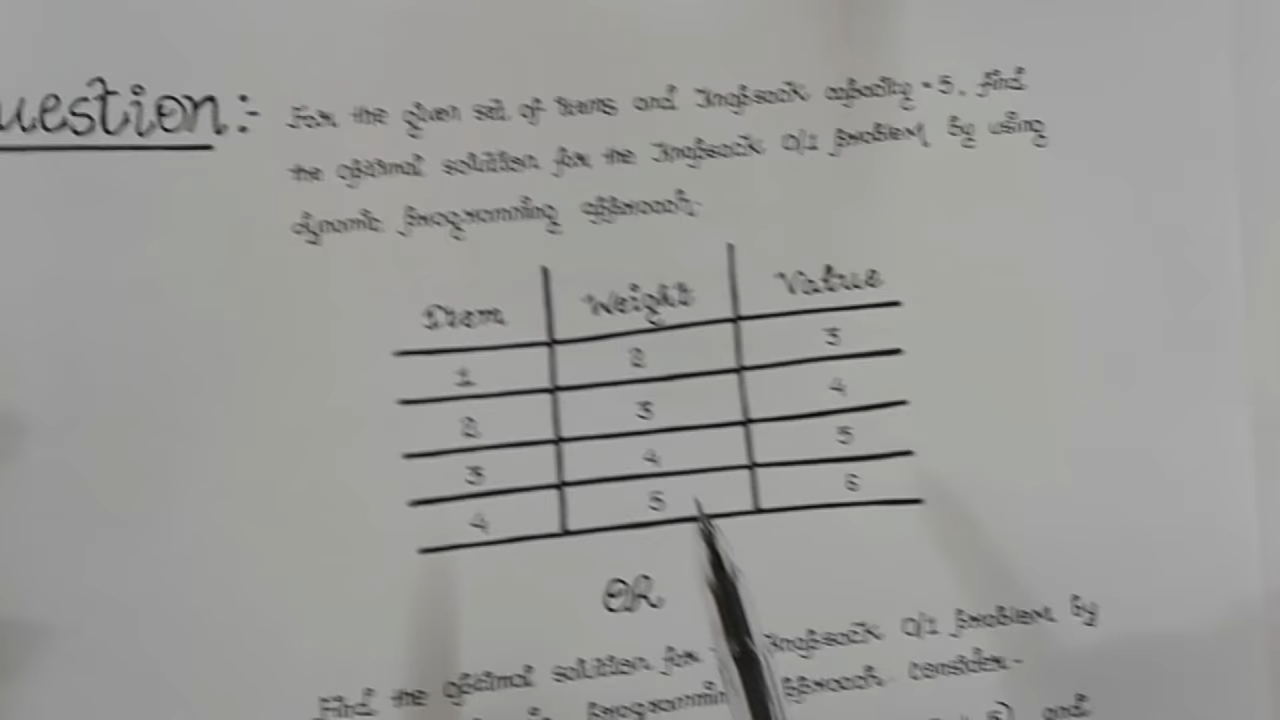 uestion:-
For the given set of items and Knapsack capacity = 5, find
the optimal solution for the Knapsack 0/1 problem, by using
dynamic programming approach:-
Item Weight Value
1 2 3
2 3 4
3 4 5
4 5 6
OR
Find the optimal solution for Knapsack 0/1 problem by
programmin approach. Consider-
5) and